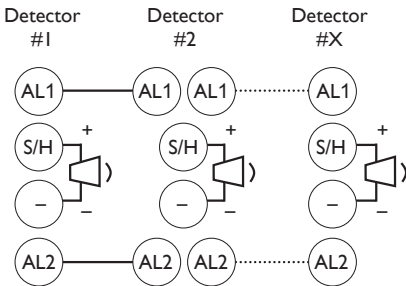 Detector Detector Detector
#1 #2 #X
AL1 AL1 AL1 AL1
+ + +
S/H S/H S/H
– – –
– – –
AL2 AL2 AL2 AL2